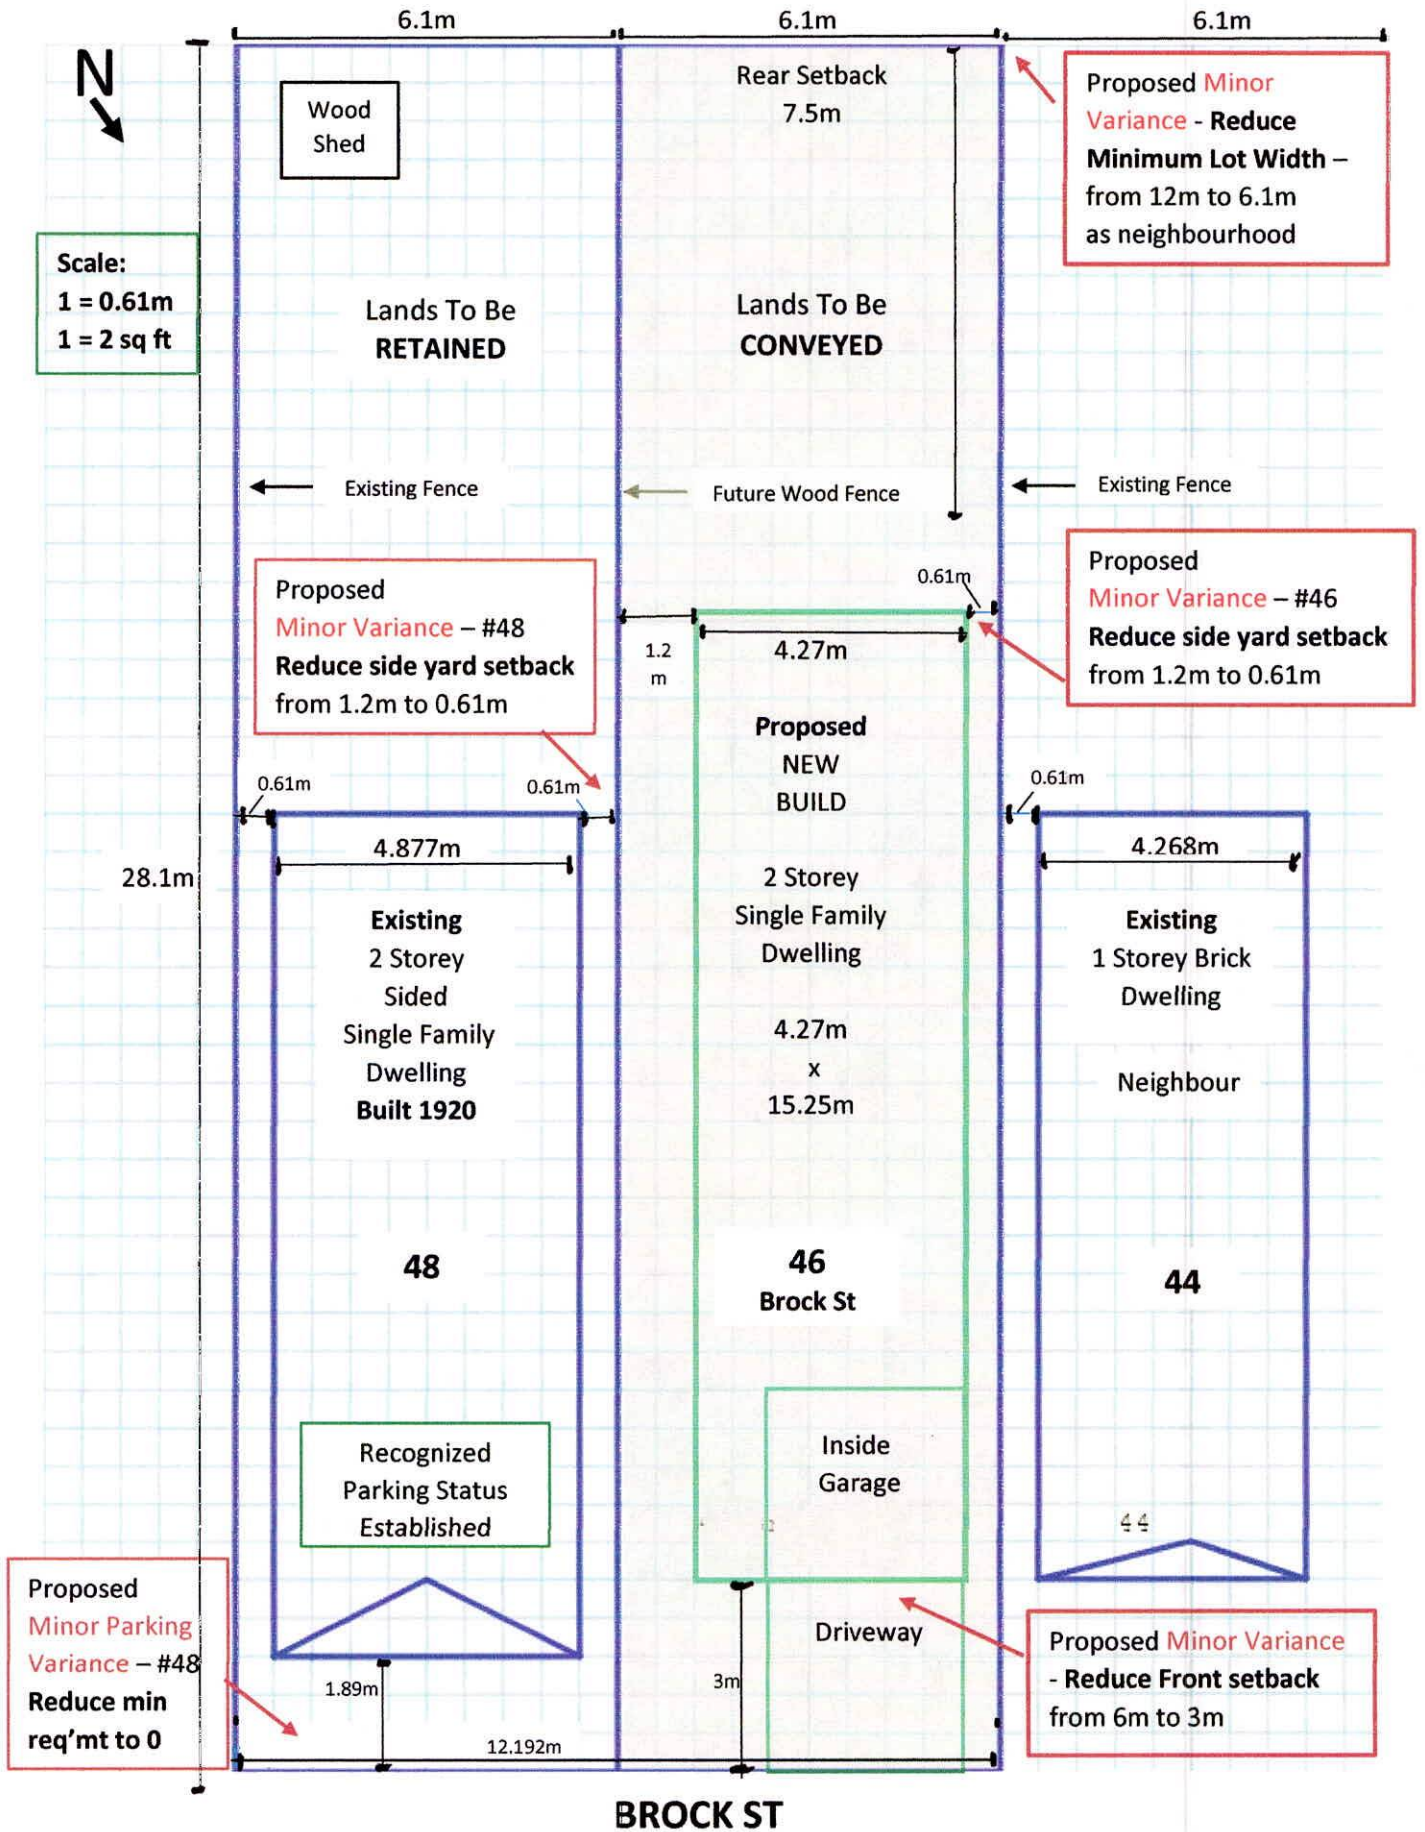 6.1m
6.1m
6.1m
N
Wood
Shed
Rear Setback
7.5m
Proposed Minor
Variance - Reduce
Minimum Lot Width –
from 12m to 6.1m
as neighbourhood
Scale:
1 = 0.61m
1 = 2 sq ft
Lands To Be
RETAINED
Lands To Be
CONVEYED
Existing Fence
Future Wood Fence
Existing Fence
Proposed
Minor Variance – #48
Reduce side yard setback
from 1.2m to 0.61m
0.61m
Proposed
Minor Variance – #46
Reduce side yard setback
from 1.2m to 0.61m
1.2
m
4.27m
0.61m
0.61m
0.61m
28.1m
4.877m
4.268m
Existing
2 Storey
Sided
Single Family
Dwelling
Built 1920
48
Proposed
NEW
BUILD
2 Storey
Single Family
Dwelling
4.27m
x
15.25m
46
Brock St
Existing
1 Storey Brick
Dwelling
Neighbour
44
Recognized
Parking Status
Established
Inside
Garage
44
Proposed
Minor Parking
Variance – #48
Reduce min
req'mt to 0
1.89m
12.192m
3m
Driveway
Proposed Minor Variance
- Reduce Front setback
from 6m to 3m
BROCK ST